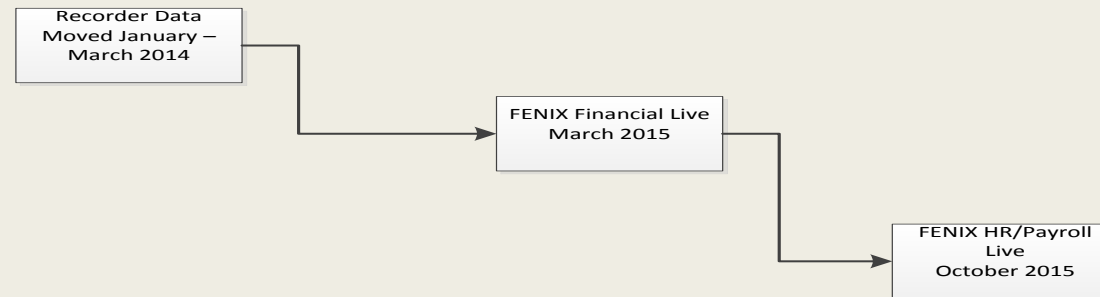 Recorder Data
Moved January –
March 2014
FENIX Financial Live
March 2015
FENIX HR/Payroll
Live
October 2015